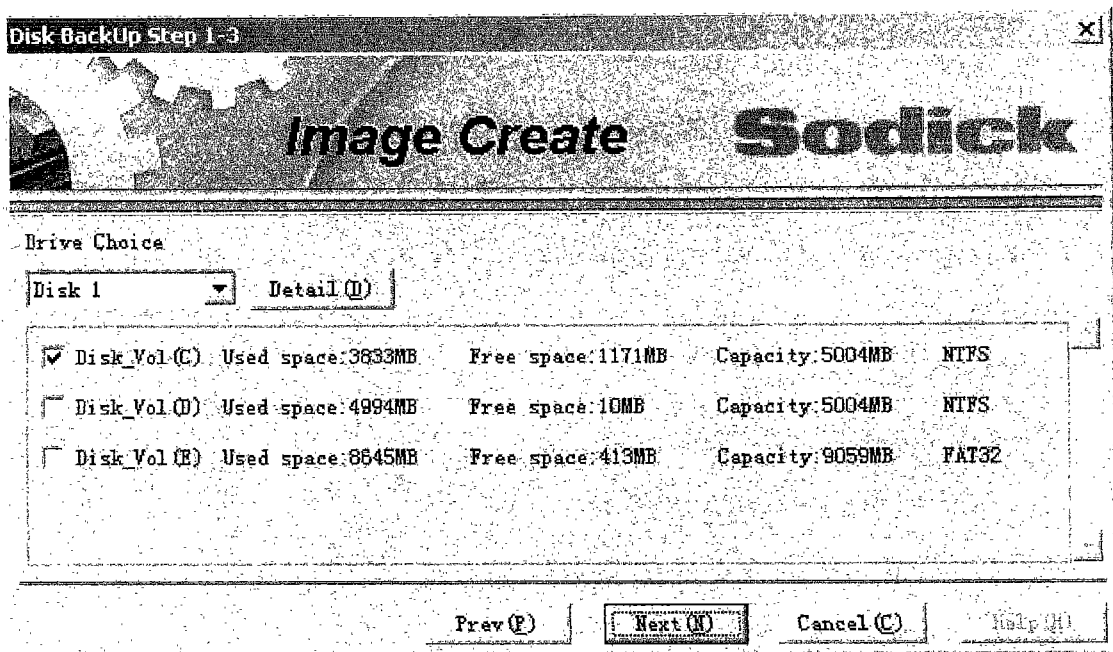 Disk BackUp Step 1-3
Image Create Sodick
Drive Choice
Disk 1 Detail(D)
Disk_Vol(C) Used space:3833MB Free space:1171MB Capacity:5004MB NTFS
Disk_Vol(D) Used space:4994MB Free space:10MB Capacity:5004MB NTFS
Disk_Vol(E) Used space:8645MB Free space:413MB Capacity:9059MB FAT32
Prev(P) Next(N) Cancel(C) Help(H)